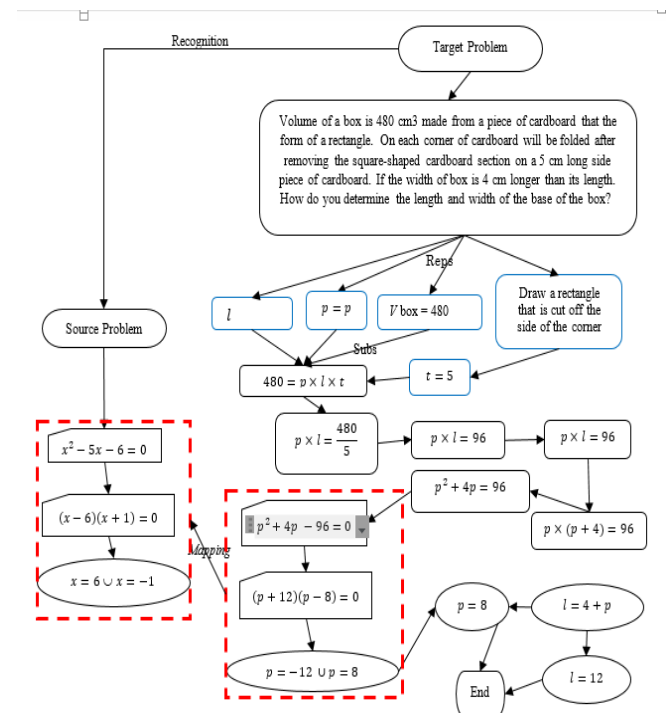 Recognition
Target Problem
Volume of a box is 480 cm3 made from a piece of cardboard that the
form of a rectangle. On each corner of cardboard will be folded after
removing the square-shaped cardboard section on a 5 cm long side
piece of cardboard. If the width of box is 4 cm longer than its length.
How do you determine the length and width of the base of the box?
Reps
l
p = p
V box = 480
Draw a rectangle
that is cut off the
side of the corner
Source Problem
Subs
480 = p × l × t
t = 5
p × l = 480/5
p × l = 96
p × l = 96
x² − 5x − 6 = 0
p² + 4p = 96
(x − 6)(x + 1) = 0
p² + 4p − 96 = 0
p × (p + 4) = 96
Mapping
x = 6 ∪ x = −1
(p + 12)(p − 8) = 0
p = 8
l = 4 + p
p = −12 ∪ p = 8
l = 12
End